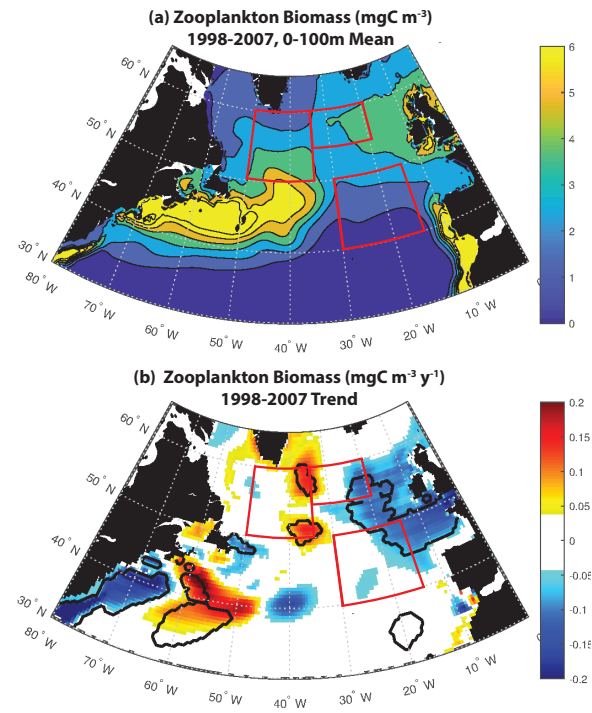 (a) Zooplankton Biomass (mgC m⁻³)
1998-2007, 0-100m Mean
60° N
50° N
40° N
30° N
80° W
70° W
60° W
50° W
40° W
30° W
20° W
10° W
6
5
4
3
2
1
0
(b) Zooplankton Biomass (mgC m⁻³ y⁻¹)
1998-2007 Trend
60° N
50° N
40° N
30° N
80° W
70° W
60° W
50° W
40° W
30° W
20° W
10° W
0.2
0.15
0.1
0.05
0
-0.05
-0.1
-0.15
-0.2